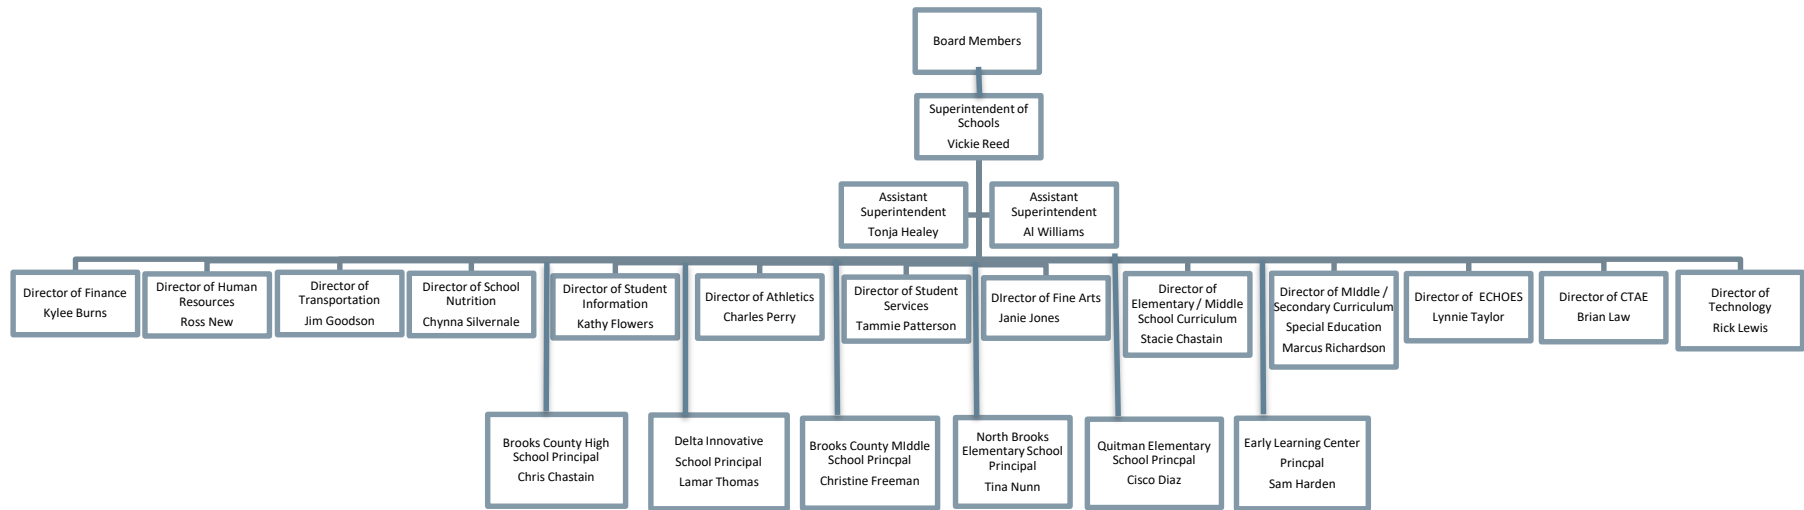 Board Members
Superintendent of
Schools
Vickie Reed
Assistant
Superintendent
Tonja Healey
Assistant
Superintendent
Al Williams
Director of Finance
Kylee Burns
Director of Human
Resources
Ross New
Director of
Transportation
Jim Goodson
Director of School
Nutrition
Chynna Silvernale
Director of Student
Information
Kathy Flowers
Director of Athletics
Charles Perry
Director of Student
Services
Tammie Patterson
DIrector of Fine Arts
Janie Jones
Director of
Elementary / Middle
School Curriculum
Stacie Chastain
Director of MIddle /
Secondary Curriculum
Special Education
Marcus Richardson
Director of ECHOES
Lynnie Taylor
Director of CTAE
Brian Law
Director of
Technology
Rick Lewis
Brooks County High
School Principal
Chris Chastain
Delta Innovative
School Principal
Lamar Thomas
Brooks County MIddle
School Princpal
Christine Freeman
North Brooks
Elementary School
Principal
Tina Nunn
Quitman Elementary
School Princpal
Cisco Diaz
Early Learning Center
Princpal
Sam Harden